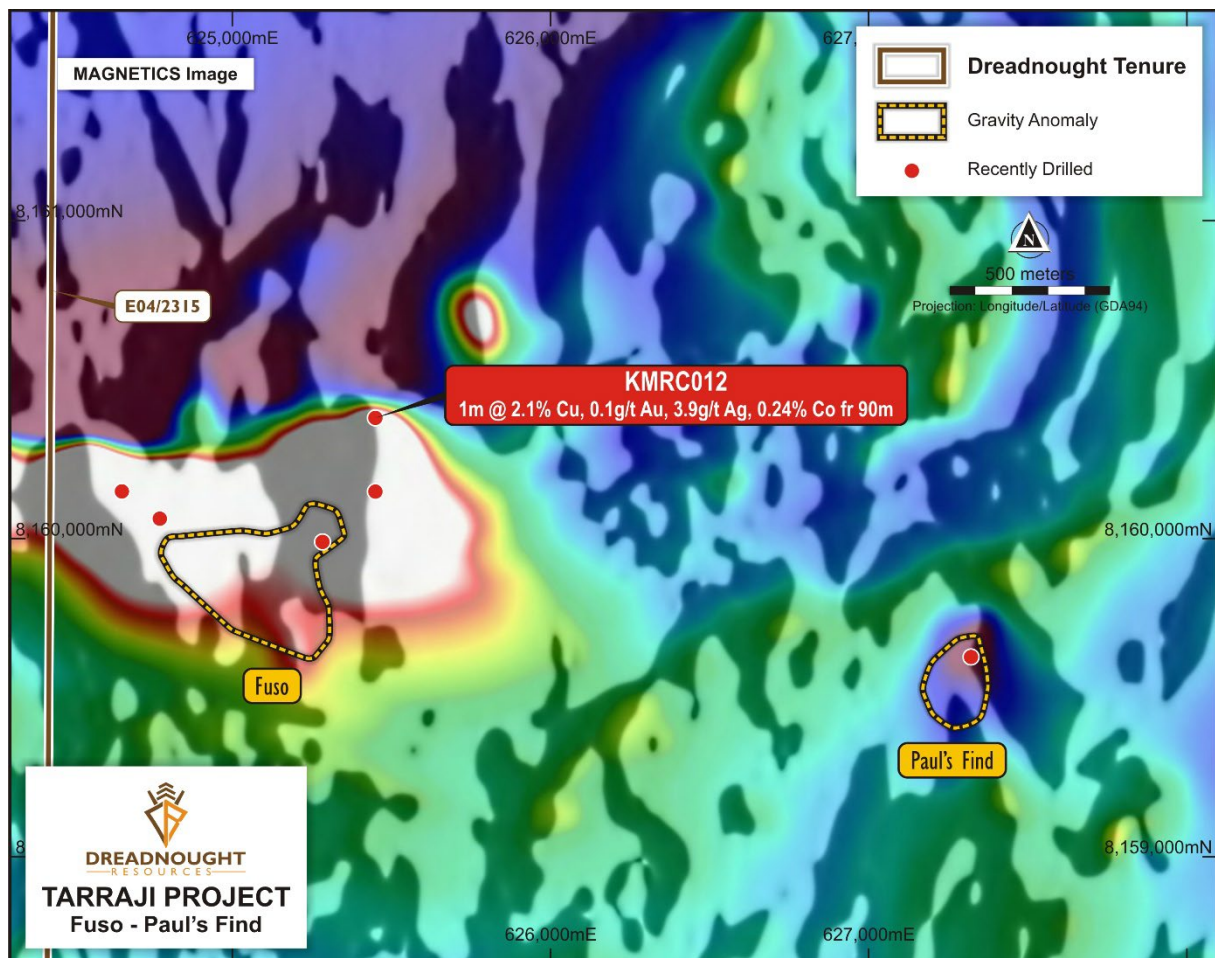 625,000mE
626,000mE
627,
MAGNETICS Image
Dreadnought Tenure
Gravity Anomaly
Recently Drilled
8,161,000mN
N
500 meters
Projection: Longitude/Latitude (GDA94)
E04/2315
KMRC012
1m @ 2.1% Cu, 0.1g/t Au, 3.9g/t Ag, 0.24% Co fr 90m
8,160,000mN
8,160,000mN
Fuso
Paul's Find
8,159,000mN
DREADNOUGHT
RESOURCES
TARRAJI PROJECT
Fuso - Paul's Find
626,000mE
627,000mE